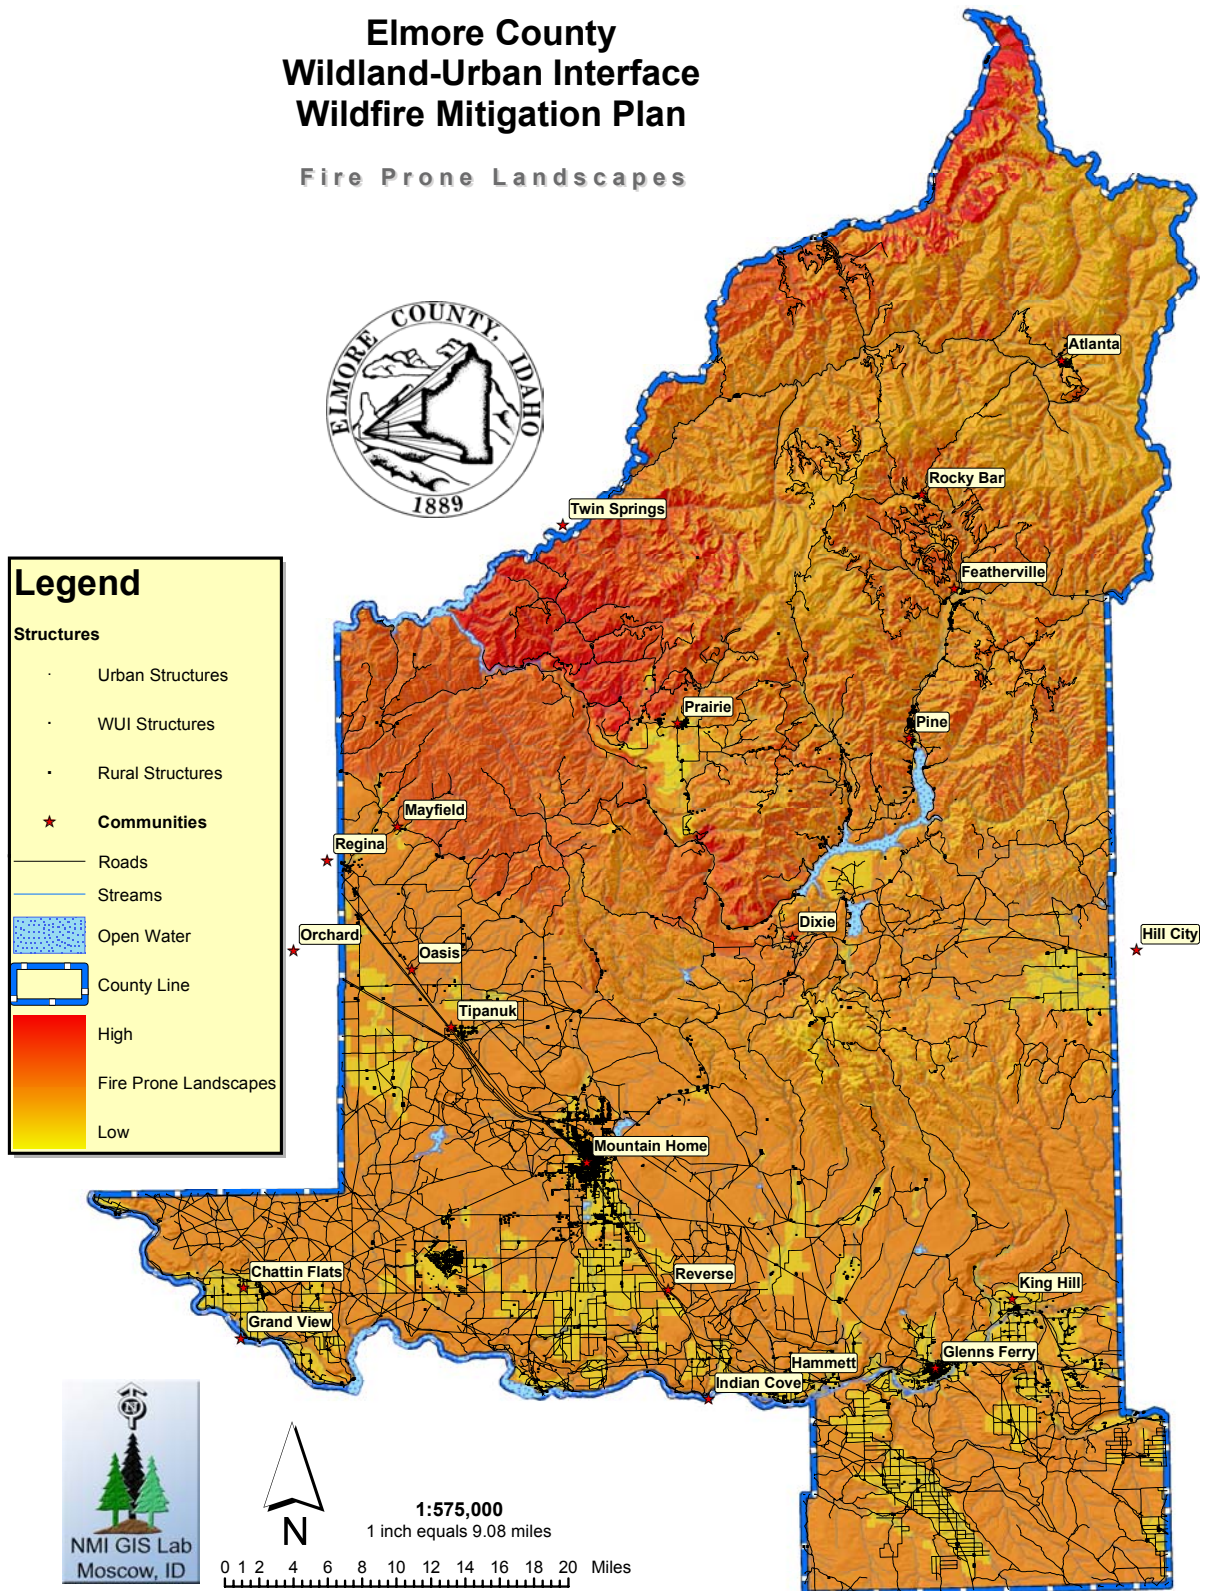 Elmore County
Wildland-Urban Interface
Wildfire Mitigation Plan
Fire Prone Landscapes
ELMORE COUNTY, IDAHO
1889
Atlanta
Rocky Bar
Twin Springs
Featherville
Prairie
Pine
Mayfield
Regina
Orchard
Oasis
Dixie
Hill City
Tipanuk
Mountain Home
Chattin Flats
Reverse
King Hill
Grand View
Glenns Ferry
Hammett
Indian Cove
Legend
Structures
Urban Structures
WUI Structures
Rural Structures
Communities
Roads
Streams
Open Water
County Line
High
Fire Prone Landscapes
Low
N
NMI GIS Lab
Moscow, ID
N
1:575,000
1 inch equals 9.08 miles
0 1 2 4 6 8 10 12 14 16 18 20 Miles